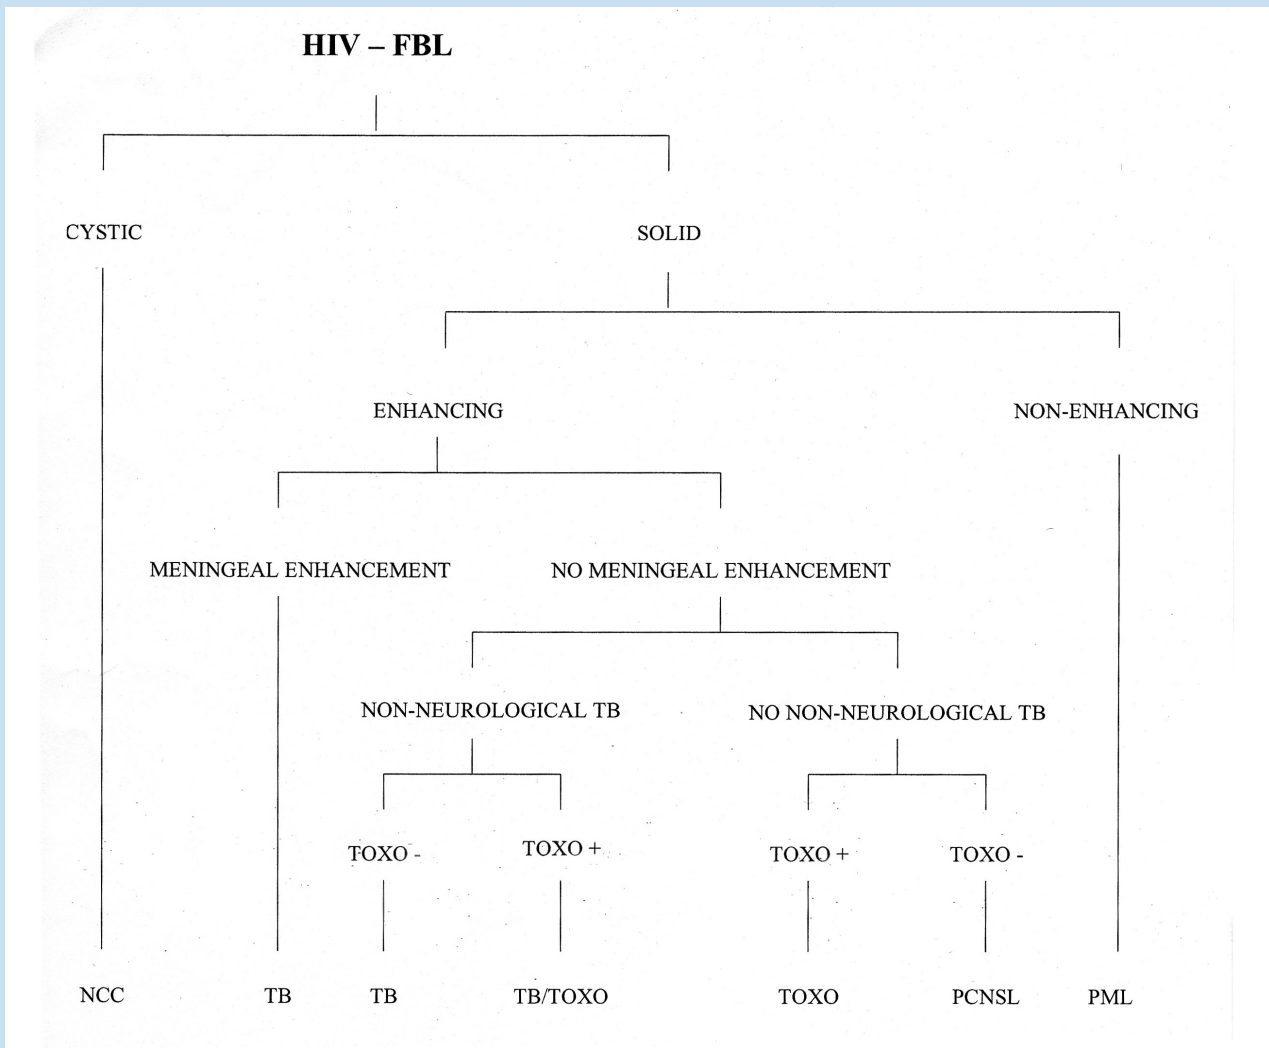 HIV – FBL
CYSTIC
SOLID
ENHANCING
NON-ENHANCING
MENINGEAL ENHANCEMENT
NO MENINGEAL ENHANCEMENT
NON-NEUROLOGICAL TB
NO NON-NEUROLOGICAL TB
TOXO -
TOXO +
TOXO +
TOXO -
NCC
TB
TB
TB/TOXO
TOXO
PCNSL
PML